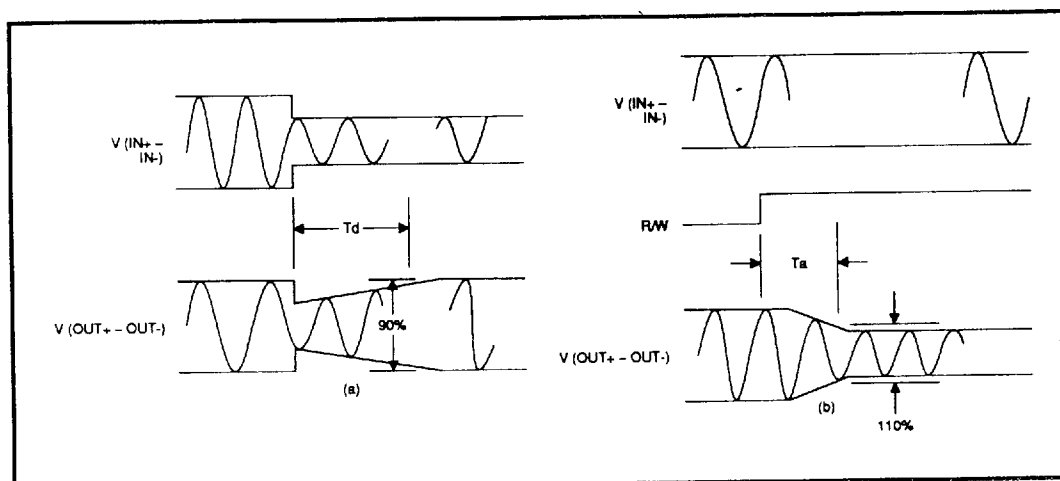 V (IN+ –
IN-)
Td
V (OUT+ – OUT-)
90%
(a)
V (IN+ –
IN-)
R/W
Ta
V (OUT+ – OUT-)
(b)
110%